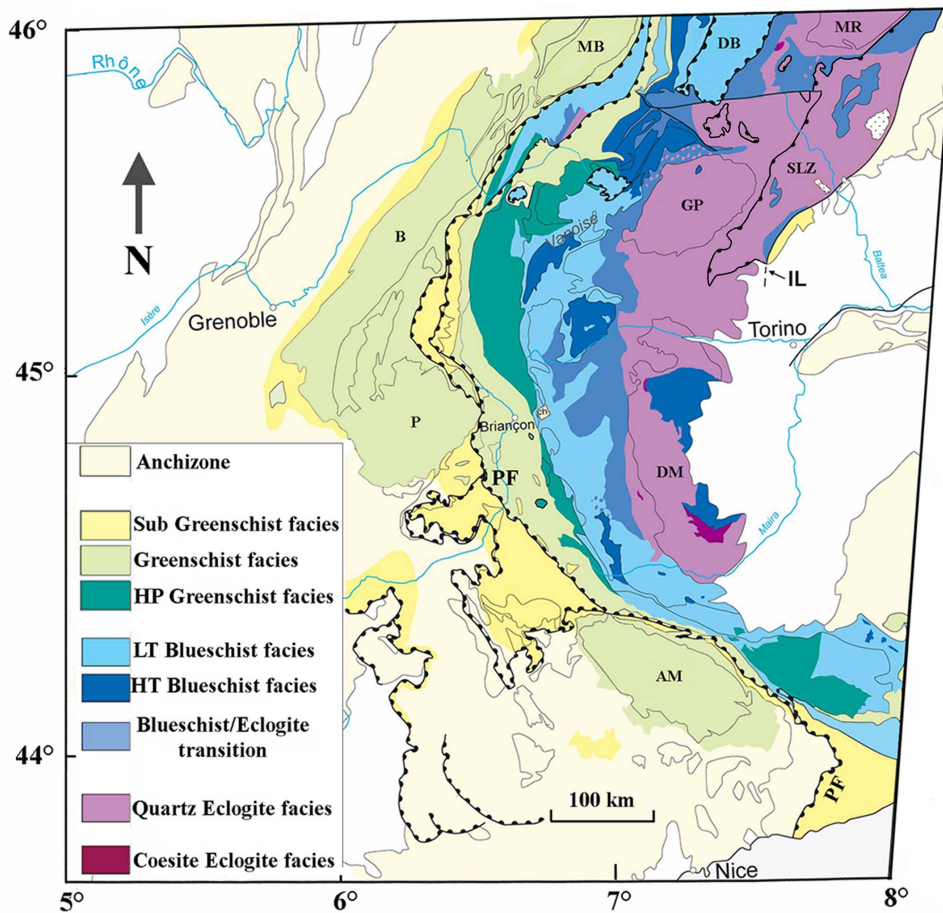 46°
Rhône
MB
DB
MR
SLZ
GP
Vanoise
B
N
IL
Baltea
Isère
Grenoble
Torino
45°
P
ch
Briançon
PF
DM
Maira
Anchizone
Sub Greenschist facies
Greenschist facies
HP Greenschist facies
LT Blueschist facies
HT Blueschist facies
Blueschist/Eclogite
transition
Quartz Eclogite facies
Coesite Eclogite facies
AM
44°
100 km
PF
Nice
5°
6°
7°
8°